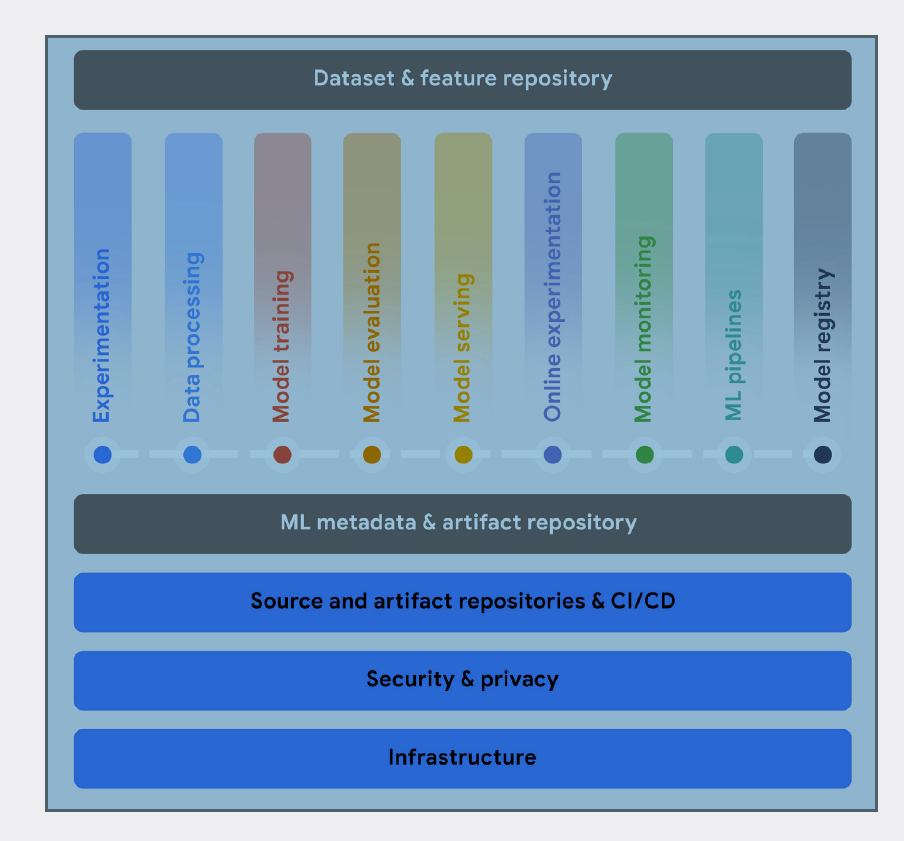 Dataset & feature repository
Experimentation
Data processing
Model training
Model evaluation
Model serving
Online experimentation
Model monitoring
ML pipelines
Model registry
ML metadata & artifact repository
Source and artifact repositories & CI/CD
Security & privacy
Infrastructure